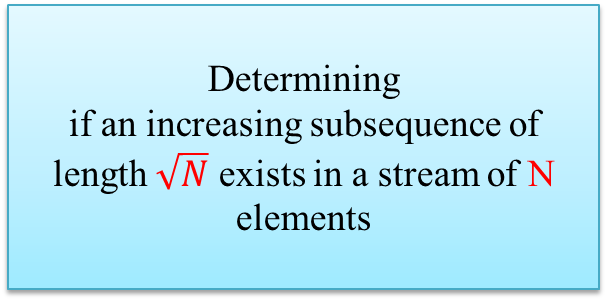 Determining
if an increasing subsequence of
length √N exists in a stream of N
elements